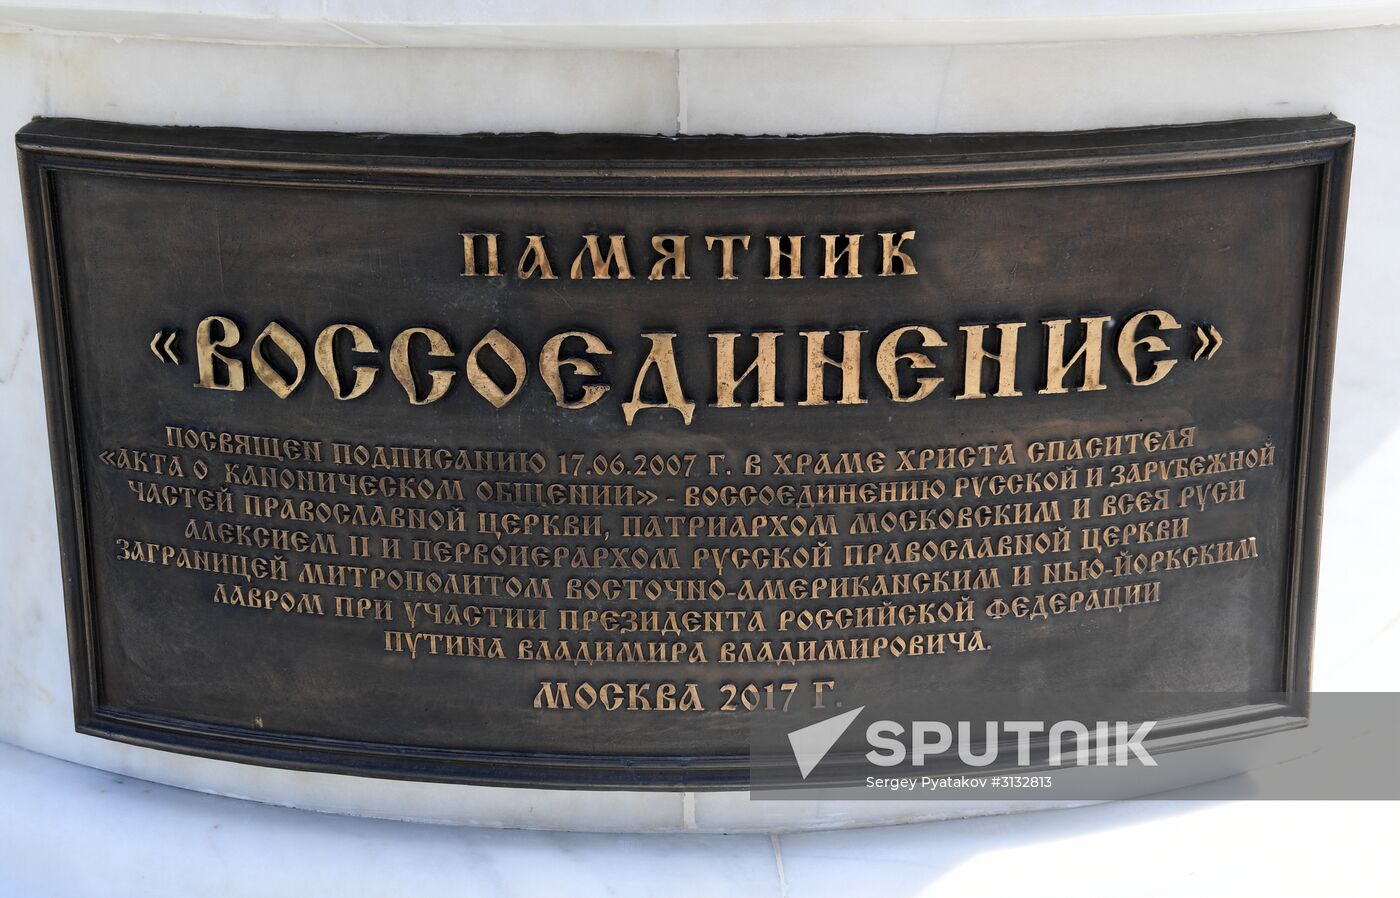 ПАМЯТНИК
«ВОССОЕДИНЕНИЕ»
ПОСВЯЩЕН ПОДПИСАНИЮ 17.06.2007 Г. В ХРАМЕ ХРИСТА СПАСИТЕЛЯ
«АКТА О КАНОНИЧЕСКОМ ОБЩЕНИИ» - ВОССОЕДИНЕНИЮ РУССКОЙ И ЗАРУБЕЖНОЙ
ЧАСТЕЙ ПРАВОСЛАВНОЙ ЦЕРКВИ, ПАТРИАРХОМ МОСКОВСКИМ И ВСЕЯ РУСИ
АЛЕКСИЕМ II И ПЕРВОИЕРАРХОМ РУССКОЙ ПРАВОСЛАВНОЙ ЦЕРКВИ
ЗАГРАНИЦЕЙ МИТРОПОЛИТОМ ВОСТОЧНО-АМЕРИКАНСКИМ И НЬЮ-ЙОРКСКИМ
ЛАВРОМ ПРИ УЧАСТИИ ПРЕЗИДЕНТА РОССИЙСКОЙ ФЕДЕРАЦИИ
ПУТИНА ВЛАДИМИРА ВЛАДИМИРОВИЧА.
МОСКВА 2017 Г.
SPUTNIK
Sergey Pyatakov #3132813